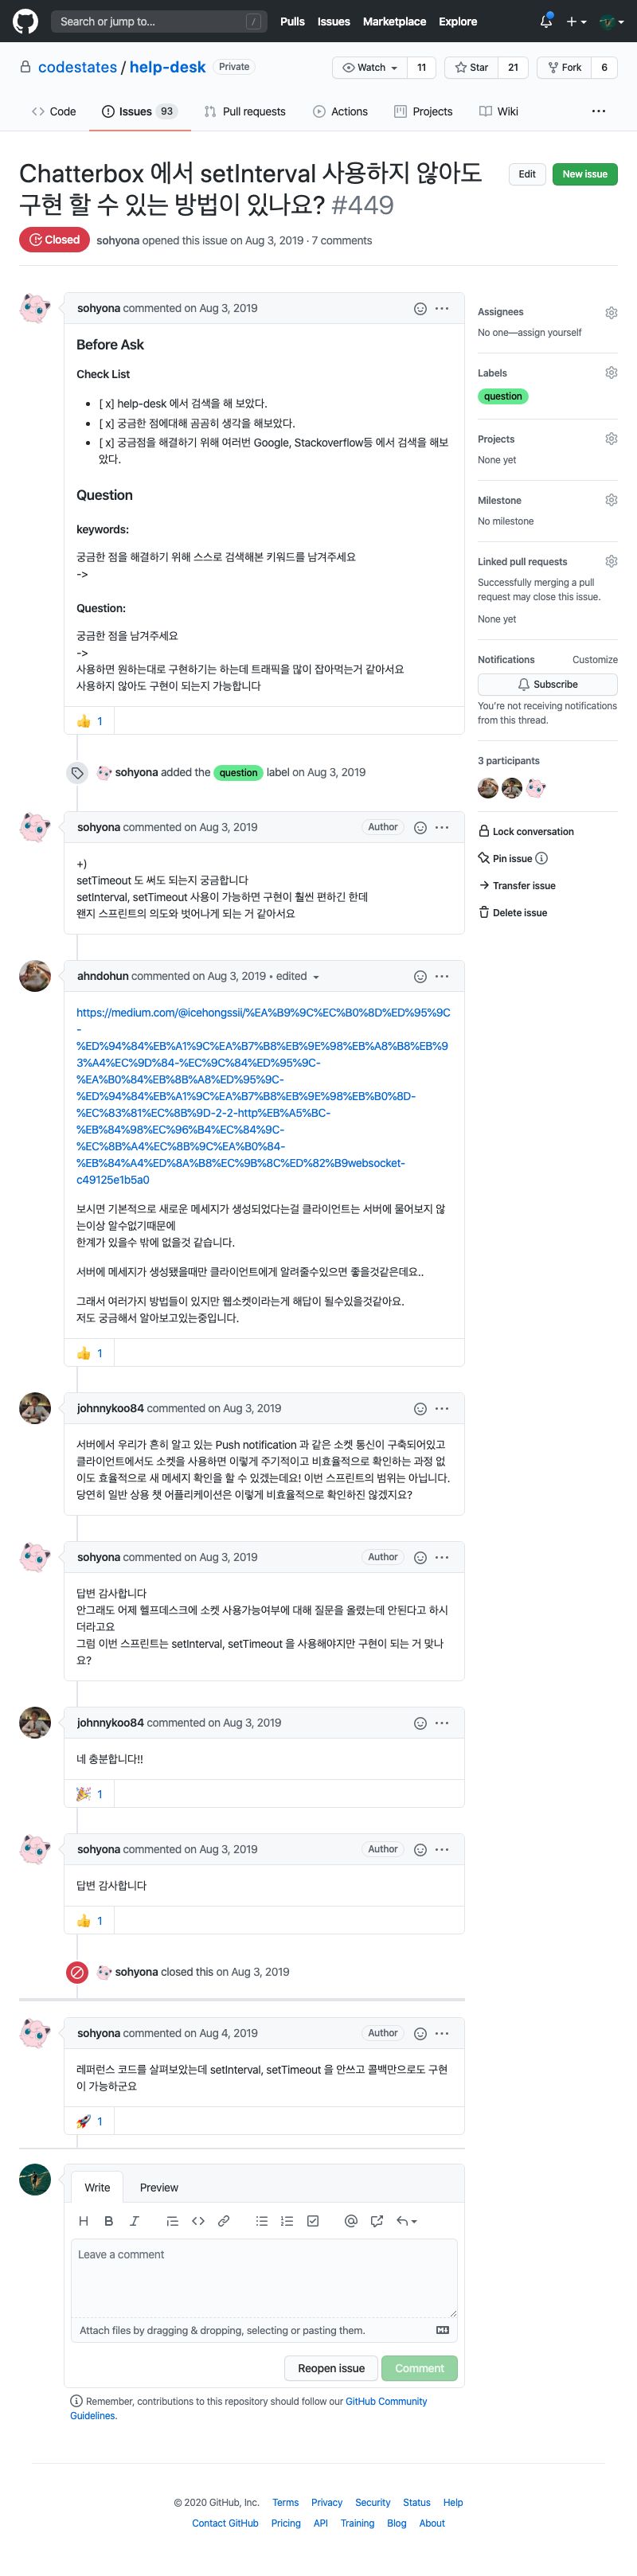 Search or jump to...
/
Pulls Issues Marketplace Explore
codestates / help-desk Private
Watch 11 Star 21 Fork 6
Code Issues 93 Pull requests Actions Projects Wiki
Chatterbox 에서 setInterval 사용하지 않아도
구현 할 수 있는 방법이 있나요? #449
Edit New issue
Closed sohyona opened this issue on Aug 3, 2019 · 7 comments
sohyona commented on Aug 3, 2019
Before Ask
Check List
[ x] help-desk 에서 검색을 해 보았다.
[ x] 궁금한 점에대해 곰곰히 생각을 해보았다.
[ x] 궁금점을 해결하기 위해 여러번 Google, Stackoverflow등 에서 검색을 해보
았다.
Question
keywords:
궁금한 점을 해결하기 위해 스스로 검색해본 키워드를 남겨주세요
->
Question:
궁금한 점을 남겨주세요
->
사용하면 원하는대로 구현하기는 하는데 트래픽을 많이 잡아먹는거 같아서요
사용하지 않아도 구현이 되는지 가능합니다
👍 1
Assignees
No one—assign yourself
Labels
question
Projects
None yet
Milestone
No milestone
Linked pull requests
Successfully merging a pull
request may close this issue.
None yet
Notifications Customize
Subscribe
You're not receiving notifications
from this thread.
3 participants
Lock conversation
Pin issue
Transfer issue
Delete issue
sohyona added the question label on Aug 3, 2019
sohyona commented on Aug 3, 2019 Author
+)
setTimeout 도 써도 되는지 궁금합니다
setInterval, setTimeout 사용이 가능하면 구현이 훨씬 편하긴 한데
왠지 스프린트의 의도와 벗어나게 되는 거 같아서요
ahndohun commented on Aug 3, 2019 • edited
https://medium.com/@icehongssii/%EA%B9%9C%EC%B0%8D%ED%95%9C
-
%ED%94%84%EB%A1%9C%EA%B7%B8%EB%9E%98%EB%A8%B8%EB%9
3%A4%EC%9D%84-%EC%9C%84%ED%95%9C-
%EA%B0%84%EB%8B%A8%ED%95%9C-
%ED%94%84%EB%A1%9C%EA%B7%B8%EB%9E%98%EB%B0%8D-
%EC%83%81%EC%8B%9D-2-2-http%EB%A5%BC-
%EB%84%98%EC%96%B4%EC%84%9C-
%EC%8B%A4%EC%8B%9C%EA%B0%84-
%EB%84%A4%ED%8A%B8%EC%9B%8C%ED%82%B9websocket-
c49125e1b5a0
보시면 기본적으로 새로운 메세지가 생성되었다는걸 클라이언트는 서버에 물어보지 않
는이상 알수없기때문에
한계가 있을수 밖에 없을것 같습니다.
서버에 메세지가 생성됐을때만 클라이언트에게 알려줄수있으면 좋을것같은데요..
그래서 여러가지 방법들이 있지만 웹소켓이라는게 해답이 될수있을것같아요.
저도 궁금해서 알아보고있는중입니다.
👍 1
johnnykoo84 commented on Aug 3, 2019
서버에서 우리가 흔히 알고 있는 Push notification 과 같은 소켓 통신이 구축되어있고
클라이언트에서도 소켓을 사용하면 이렇게 주기적이고 비효율적으로 확인하는 과정 없
이도 효율적으로 새 메세지 확인을 할 수 있겠는데요! 이번 스프린트의 범위는 아닙니다.
당연히 일반 상용 챗 어플리케이션은 이렇게 비효율적으로 확인하진 않겠지요?
sohyona commented on Aug 3, 2019 Author
답변 감사합니다
안그래도 어제 헬프데스크에 소켓 사용가능여부에 대해 질문을 올렸는데 안된다고 하시
더라고요
그럼 이번 스프린트는 setInterval, setTimeout 을 사용해야지만 구현이 되는 거 맞나
요?
johnnykoo84 commented on Aug 3, 2019
네 충분합니다!!
🎉 1
sohyona commented on Aug 3, 2019 Author
답변 감사합니다
👍 1
sohyona closed this on Aug 3, 2019
sohyona commented on Aug 4, 2019 Author
레퍼런스 코드를 살펴보았는데 setInterval, setTimeout 을 안쓰고 콜백만으로도 구현
이 가능하군요
🚀 1
Write Preview
Leave a comment
Attach files by dragging & dropping, selecting or pasting them.
Reopen issue Comment
Remember, contributions to this repository should follow our GitHub Community
Guidelines.
© 2020 GitHub, Inc. Terms Privacy Security Status Help
Contact GitHub Pricing API Training Blog About